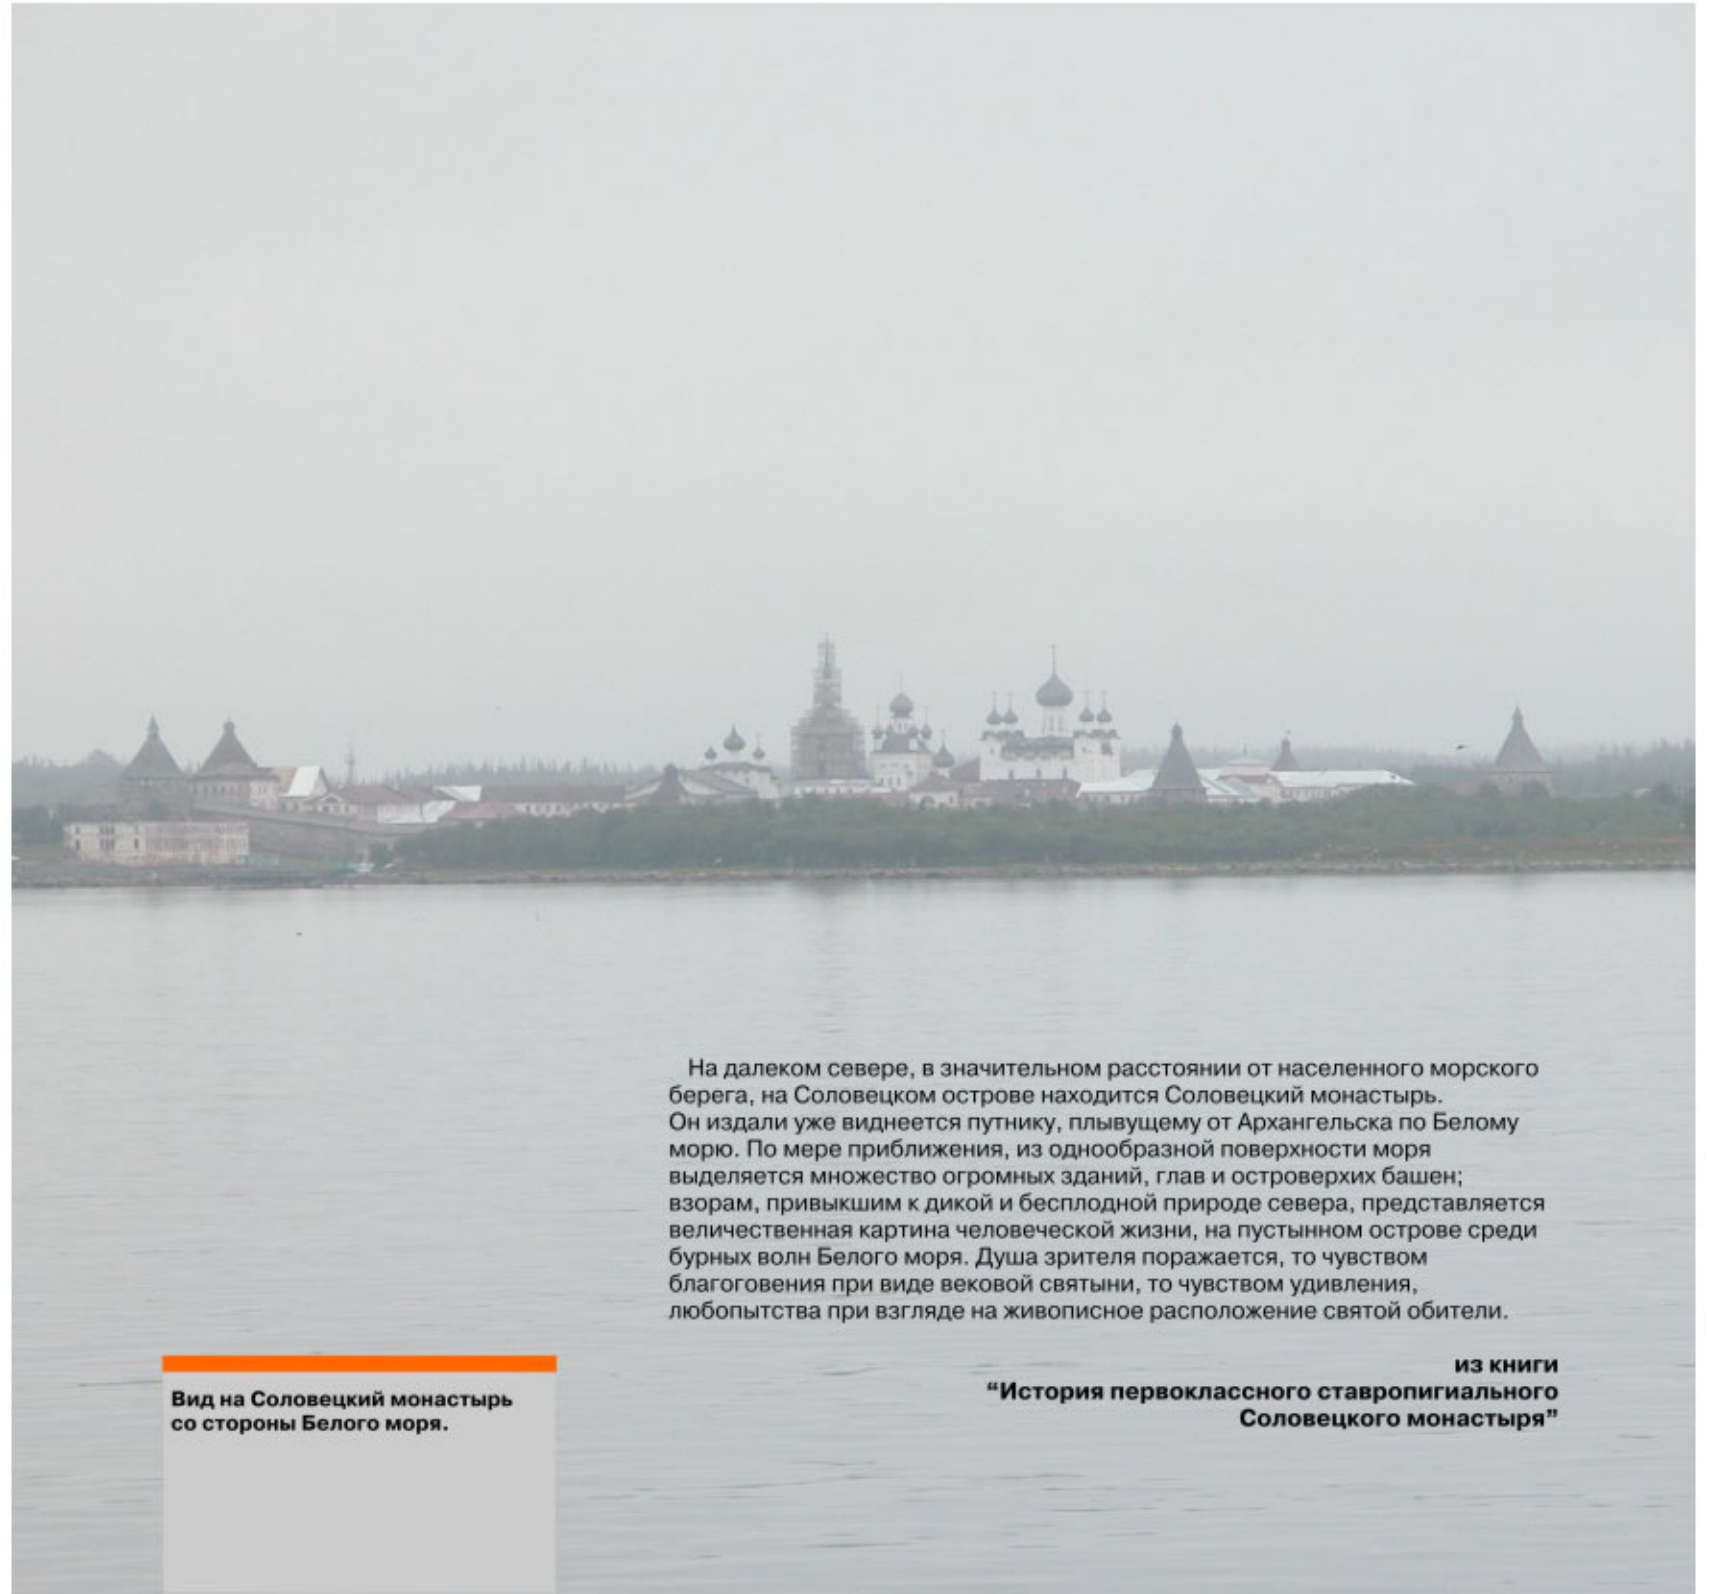 На далеком севере, в значительном расстоянии от населенного морского
берега, на Соловецком острове находится Соловецкий монастырь.
Он издали уже виднеется путнику, плывущему от Архангельска по Белому
морю. По мере приближения, из однообразной поверхности моря
выделяется множество огромных зданий, глав и островерхих башен;
взорам, привыкшим к дикой и бесплодной природе севера, представляется
величественная картина человеческой жизни, на пустынном острове среди
бурных волн Белого моря. Душа зрителя поражается, то чувством
благоговения при виде вековой святыни, то чувством удивления,
любопытства при взгляде на живописное расположение святой обители.
из книги
“История первоклассного ставропигиального
Соловецкого монастыря”
Вид на Соловецкий монастырь
со стороны Белого моря.